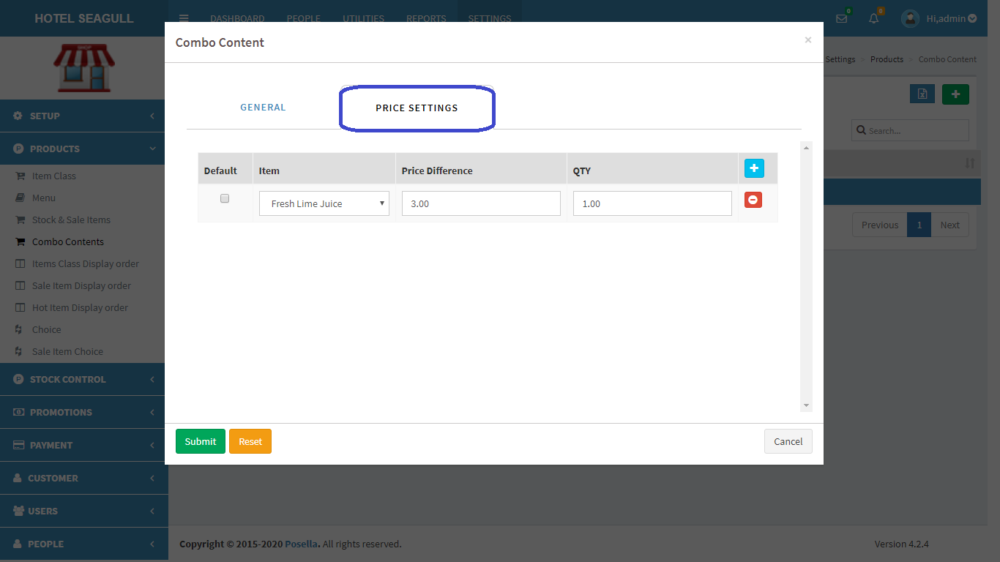 HOTEL SEAGULL
DASHBOARD PEOPLE UTILITIES REPORTS SETTINGS
0 0 Hi,admin
SHOP
Combo Content ×
Settings > Products > Combo Content
GENERAL PRICE SETTINGS
Search...
Default Item Price Difference QTY
Fresh Lime Juice 3.00 1.00
Previous 1 Next
SETUP
PRODUCTS
Item Class
Menu
Stock & Sale Items
Combo Contents
Items Class Display order
Sale Item Display order
Hot Item Display order
Choice
Sale Item Choice
STOCK CONTROL
PROMOTIONS
PAYMENT
CUSTOMER
USERS
PEOPLE
Submit Reset Cancel
Copyright © 2015-2020 Posella. All rights reserved. Version 4.2.4